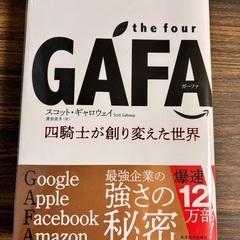 the four
GAFA
ガーファ
スコット・ギャロウェイ Scott Galloway
渡会圭子〔訳〕
四騎士が創り変えた世界
Google
Apple
Facebook
Amazon
最強企業の
強さの
秘密
爆速
12
万部